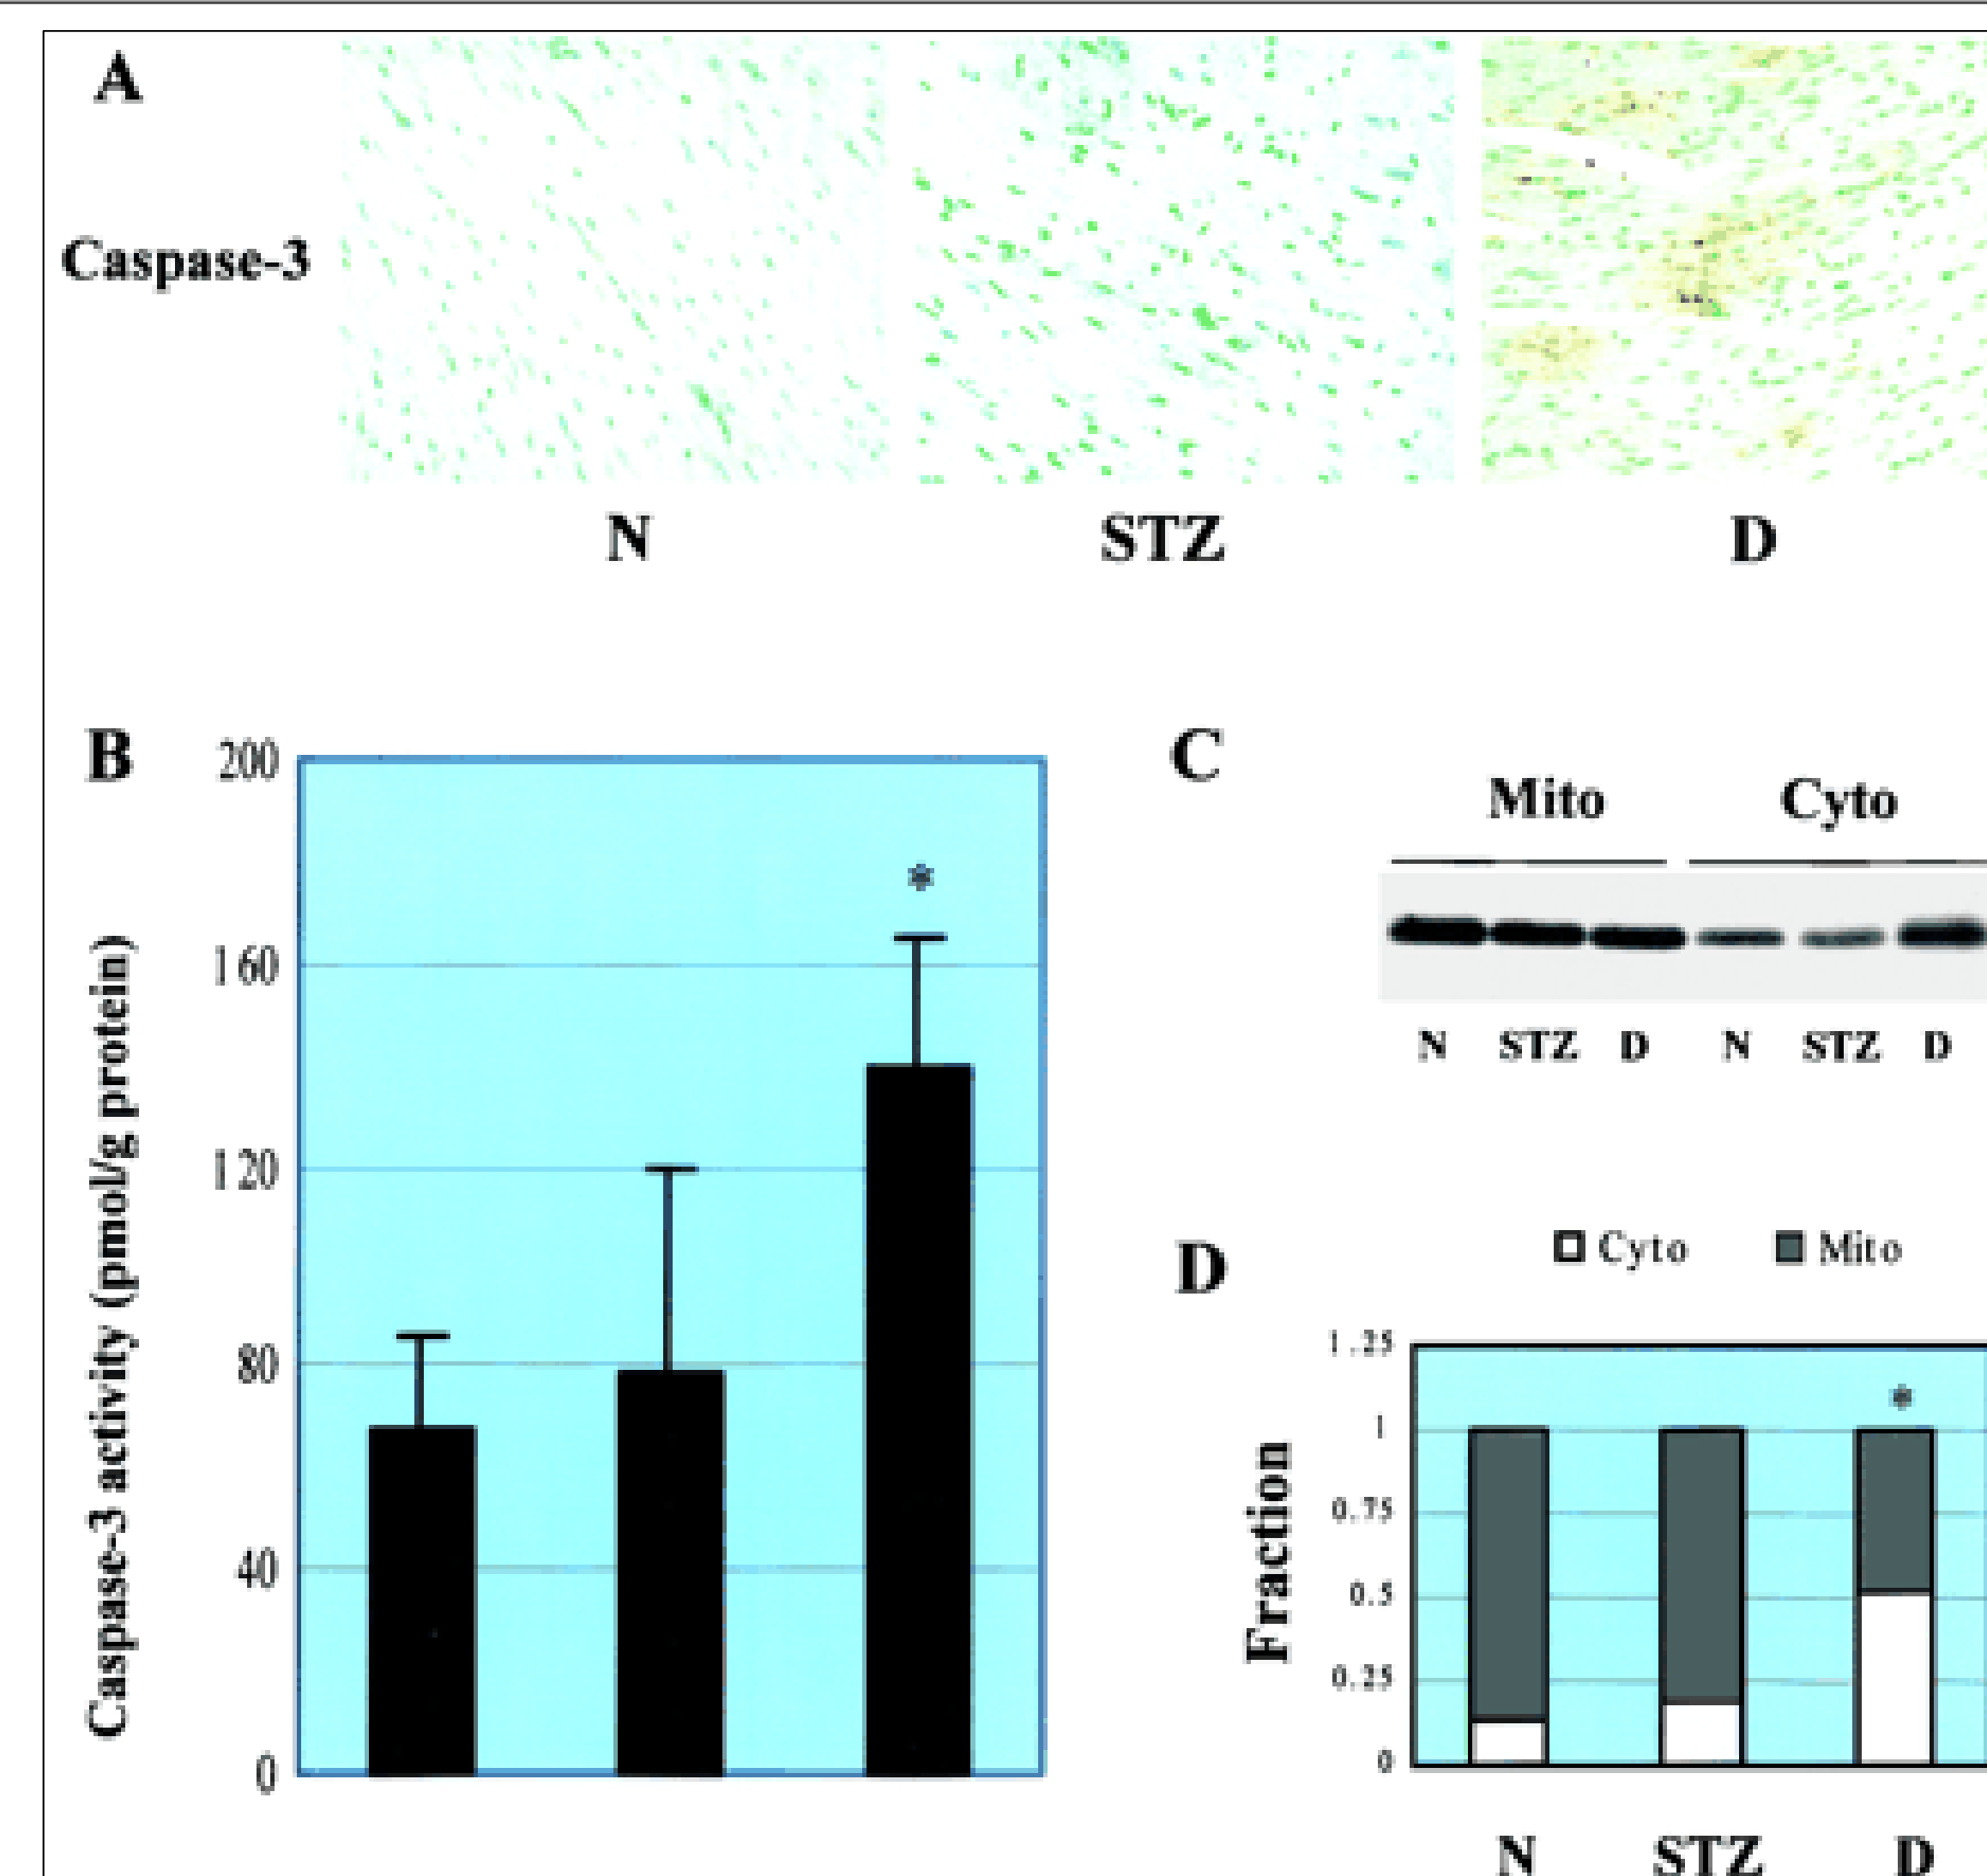 A
Caspase-3
N STZ D
B
200
160
120
80
40
0
Caspase-3 activity (pmol/g protein)
*
C
Mito Cyto
N STZ D N STZ D
D
Cyto Mito
1.25
1
0.75
0.5
0.25
0
Fraction
*
N STZ D